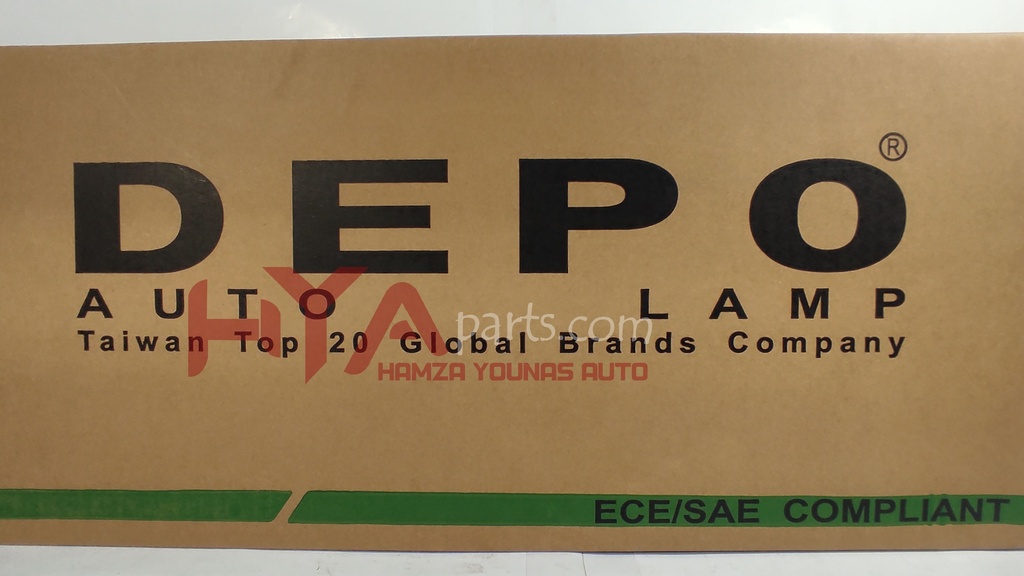 DEPO®
AUTO LAMP
Taiwan Top 20 Global Brands Company
HYAparts.com
HAMZA YOUNAS AUTO
ECE/SAE COMPLIANT